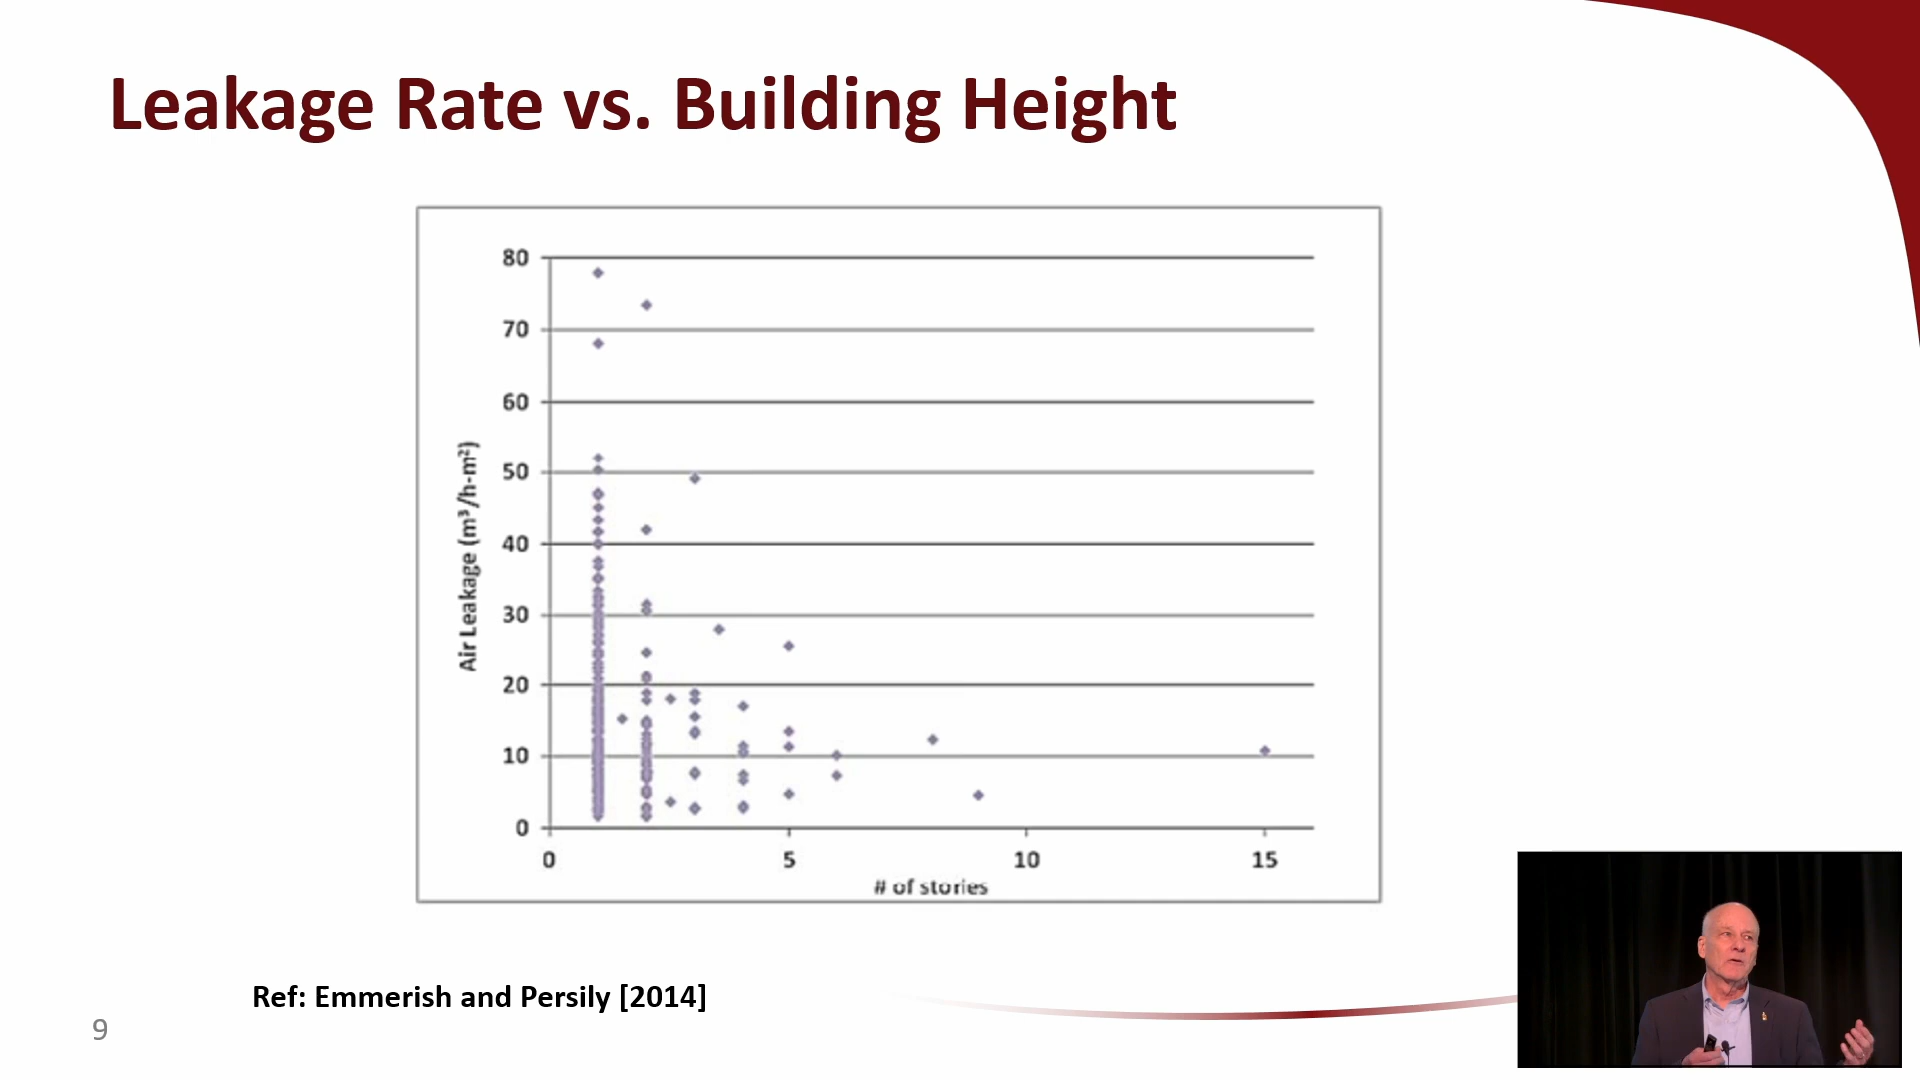 Leakage Rate vs. Building Height
80
70
60
50
40
30
20
10
0
Air Leakage (m³/h-m²)
0 5 10 15
# of stories
Ref: Emmerish and Persily [2014]
9